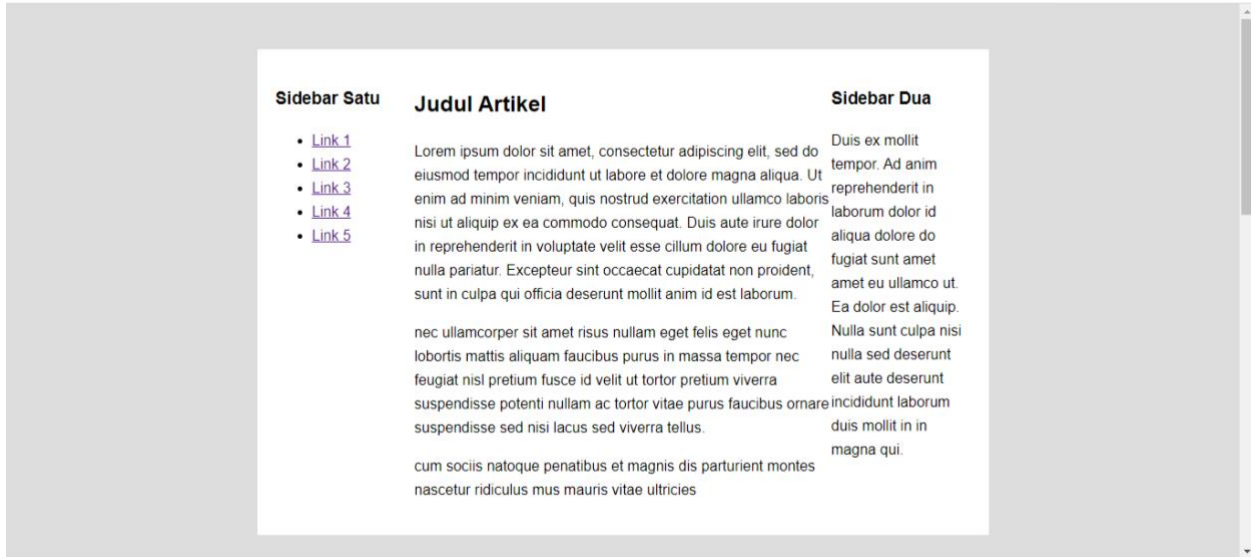 Sidebar Satu
Link 1
Link 2
Link 3
Link 4
Link 5
Judul Artikel
Lorem ipsum dolor sit amet, consectetur adipiscing elit, sed do
eiusmod tempor incididunt ut labore et dolore magna aliqua. Ut
enim ad minim veniam, quis nostrud exercitation ullamco laboris
nisi ut aliquip ex ea commodo consequat. Duis aute irure dolor
in reprehenderit in voluptate velit esse cillum dolore eu fugiat
nulla pariatur. Excepteur sint occaecat cupidatat non proident,
sunt in culpa qui officia deserunt mollit anim id est laborum.
nec ullamcorper sit amet risus nullam eget felis eget nunc
lobortis mattis aliquam faucibus purus in massa tempor nec
feugiat nisl pretium fusce id velit ut tortor pretium viverra
suspendisse potenti nullam ac tortor vitae purus faucibus ornare
suspendisse sed nisi lacus sed viverra tellus.
cum sociis natoque penatibus et magnis dis parturient montes
nascetur ridiculus mus mauris vitae ultricies
Sidebar Dua
Duis ex mollit
tempor. Ad anim
reprehenderit in
laborum dolor id
aliqua dolore do
fugiat sunt amet
amet eu ullamco ut.
Ea dolor est aliquip.
Nulla sunt culpa nisi
nulla sed deserunt
elit aute deserunt
incididunt laborum
duis mollit in in
magna qui.